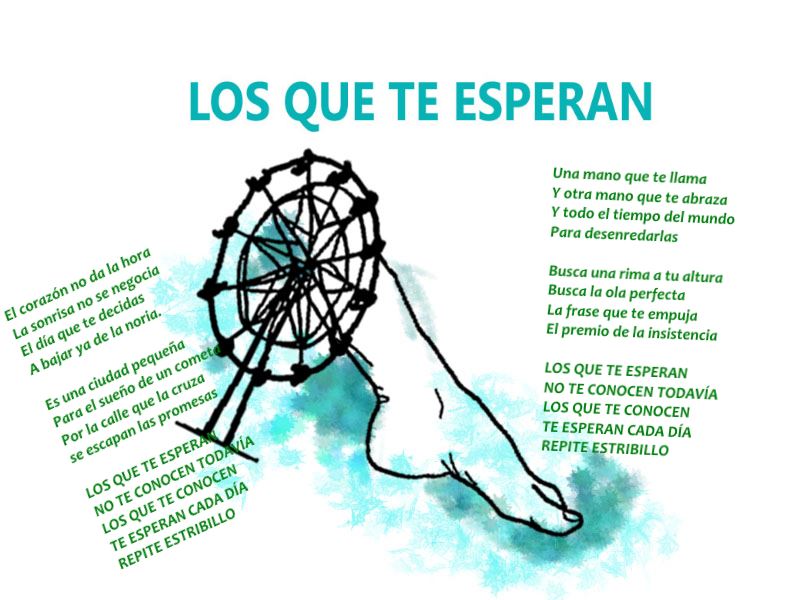 LOS QUE TE ESPERAN
El corazón no da la hora
La sonrisa no se negocia
El día que te decidas
A bajar ya de la noria.
Es una ciudad pequeña
Para el sueño de un cometa
Por la calle que la cruza
se escapan las promesas
LOS QUE TE ESPERAN
NO TE CONOCEN TODAVÍA
LOS QUE TE CONOCEN
TE ESPERAN CADA DÍA
REPITE ESTRIBILLO
Una mano que te llama
Y otra mano que te abraza
Y todo el tiempo del mundo
Para desenredarlas
Busca una rima a tu altura
Busca la ola perfecta
La frase que te empuja
El premio de la insistencia
LOS QUE TE ESPERAN
NO TE CONOCEN TODAVÍA
LOS QUE TE CONOCEN
TE ESPERAN CADA DÍA
REPITE ESTRIBILLO